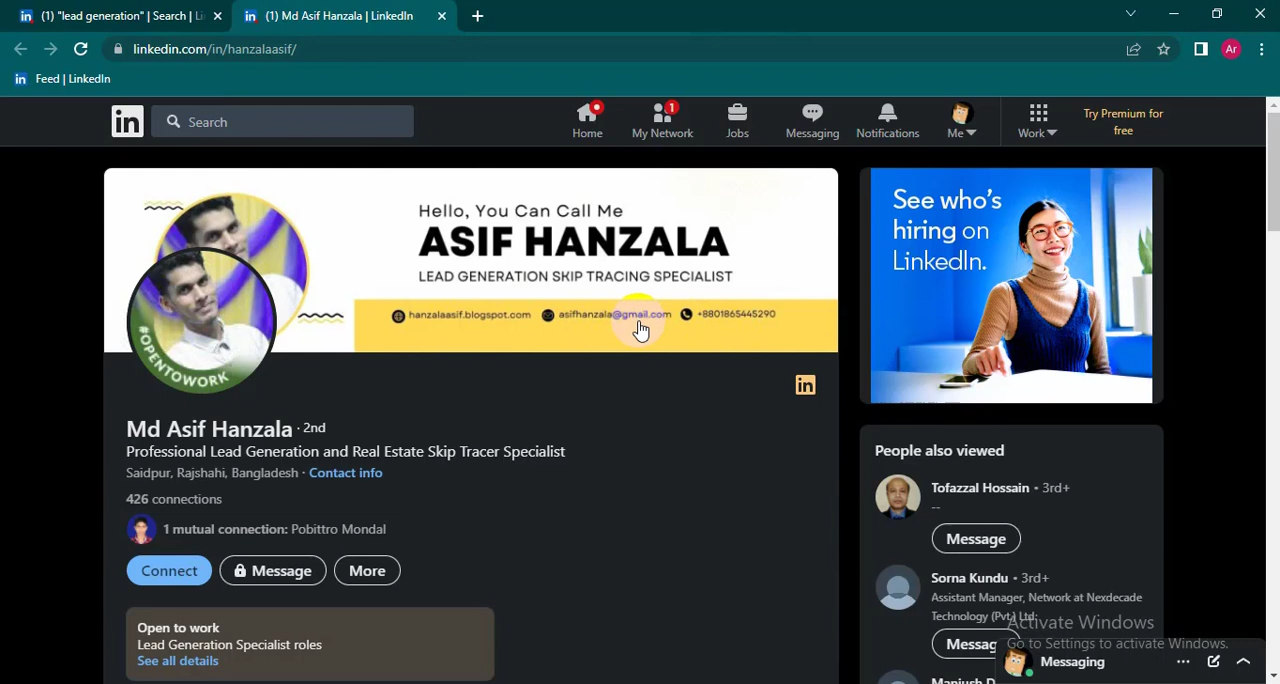 (1) "lead generation" | Search | Li
(1) Md Asif Hanzala | LinkedIn
linkedin.com/in/hanzalaasif/
Ar
Feed | LinkedIn
in
Search
Home
1
My Network
Jobs
Messaging
Notifications
Me
Work
Try Premium for
free
Hello, You Can Call Me
ASIF HANZALA
LEAD GENERATION SKIP TRACING SPECIALIST
hanzalaasif.blogspot.com
asifhanzala@gmail.com
+8801865445290
#OPENTOWORK
in
Md Asif Hanzala · 2nd
Professional Lead Generation and Real Estate Skip Tracer Specialist
Saidpur, Rajshahi, Bangladesh · Contact info
426 connections
1 mutual connection: Pobittro Mondal
Connect
Message
More
Open to work
Lead Generation Specialist roles
See all details
See who's
hiring on
LinkedIn.
People also viewed
Tofazzal Hossain · 3rd+
--
Message
Sorna Kundu · 3rd+
Assistant Manager, Network at Nexdecade
Technology (Pvt.) Ltd.
Activate Windows
Go to Settings to activate Windows.
Messaging